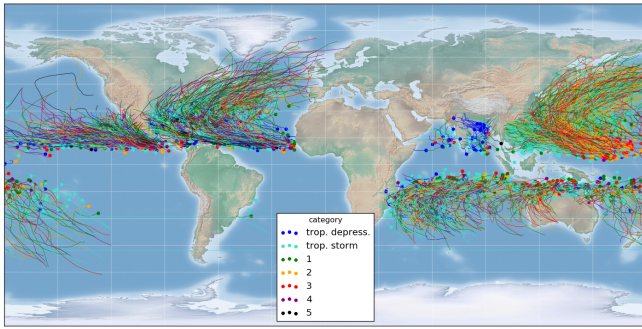 category
trop. depress.
trop. storm
1
2
3
4
5